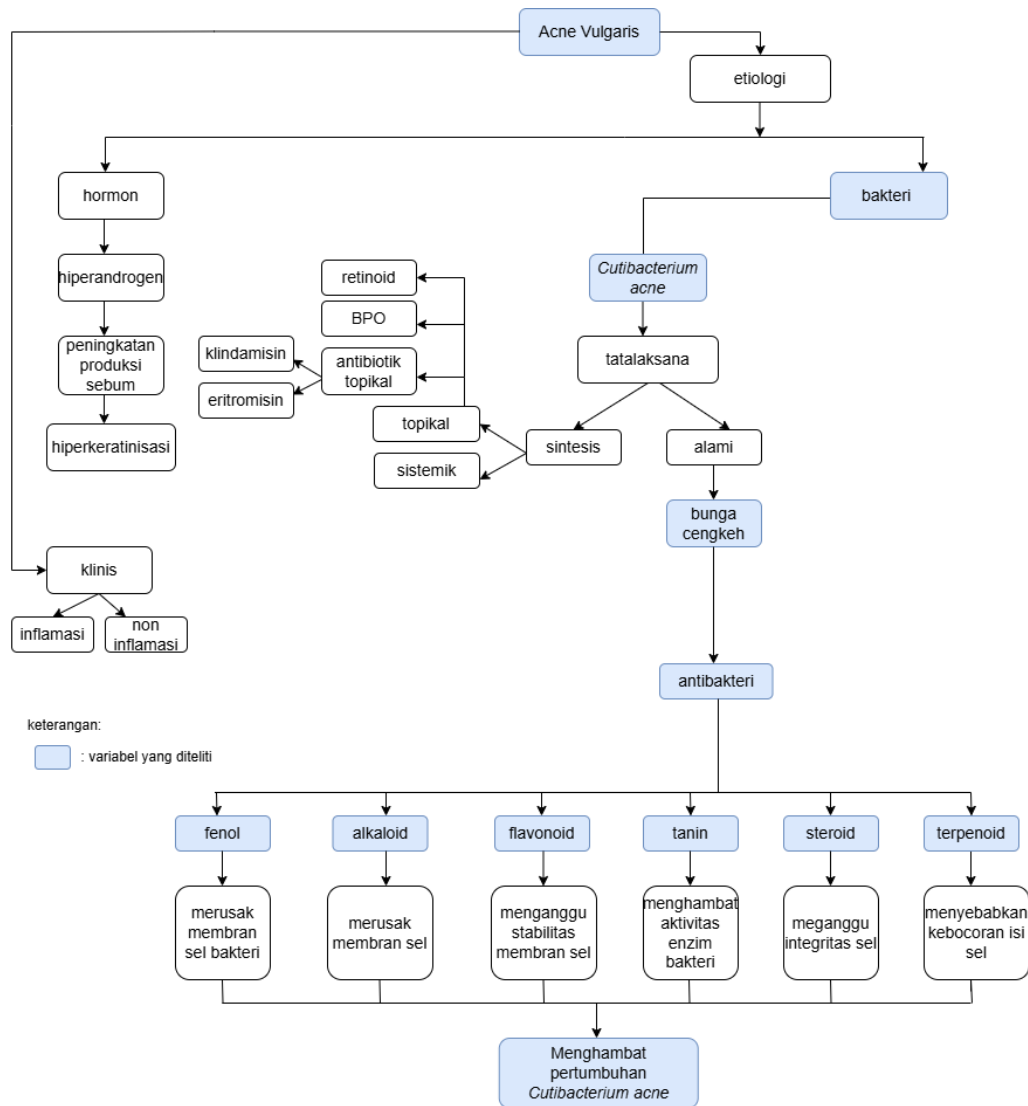 Acne Vulgaris
etiologi
hormon
bakteri
hiperandrogen
peningkatan
produksi
sebum
hiperkeratinisasi
Cutibacterium
acne
tatalaksana
sintesis
alami
topikal
sistemik
retinoid
BPO
antibiotik
topikal
klindamisin
eritromisin
bunga
cengkeh
klinis
inflamasi
non
inflamasi
antibakteri
keterangan:
: variabel yang diteliti
fenol
alkaloid
flavonoid
tanin
steroid
terpenoid
merusak
membran
sel bakteri
merusak
membran sel
menganggu
stabilitas
membran sel
menghambat
aktivitas
enzim
bakteri
meganggu
integritas sel
menyebabkan
kebocoran isi
sel
Menghambat
pertumbuhan
Cutibacterium acne